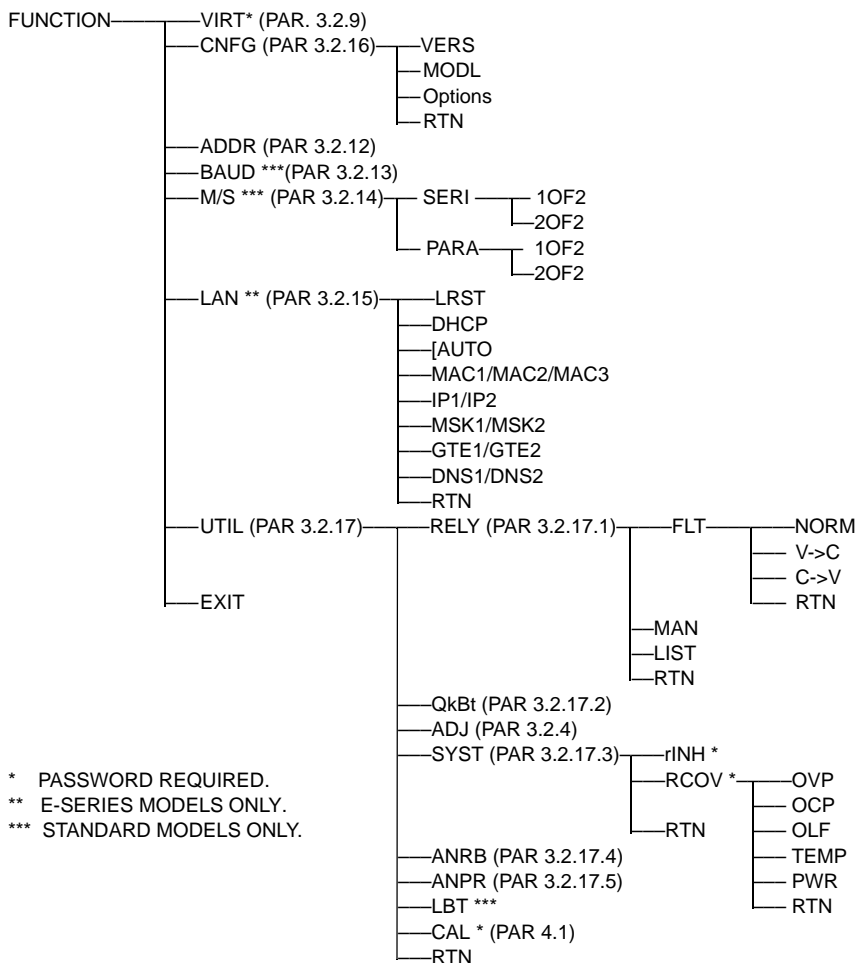 FUNCTION VIRT* (PAR. 3.2.9)
CNFG (PAR 3.2.16) VERS
MODL
Options
RTN
ADDR (PAR 3.2.12)
BAUD ***(PAR 3.2.13)
M/S *** (PAR 3.2.14) SERI 1OF2
2OF2
PARA 1OF2
2OF2
LAN ** (PAR 3.2.15) LRST
DHCP
[AUTO
MAC1/MAC2/MAC3
IP1/IP2
MSK1/MSK2
GTE1/GTE2
DNS1/DNS2
RTN
UTIL (PAR 3.2.17) RELY (PAR 3.2.17.1) FLT NORM
V->C
C->V
EXIT RTN
MAN
LIST
RTN
QkBt (PAR 3.2.17.2)
ADJ (PAR 3.2.4)
SYST (PAR 3.2.17.3) rINH *
* PASSWORD REQUIRED. RCOV * OVP
** E-SERIES MODELS ONLY. OCP
*** STANDARD MODELS ONLY. RTN OLF
ANRB (PAR 3.2.17.4) TEMP
ANPR (PAR 3.2.17.5) PWR
LBT *** RTN
CAL * (PAR 4.1)
RTN